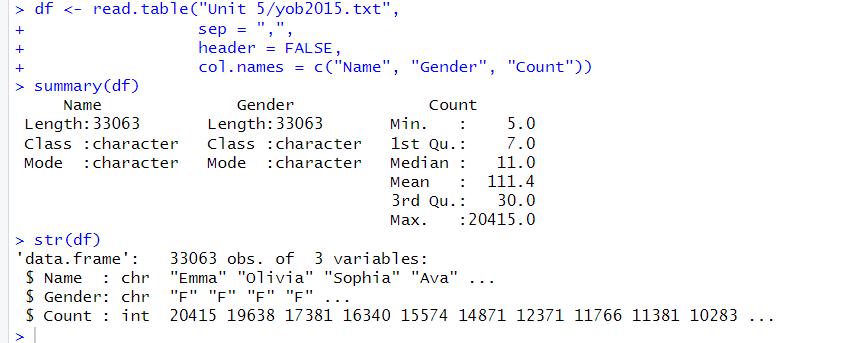 > df <- read.table("Unit 5/yob2015.txt",
+                  sep = ",",
+                  header = FALSE,
+                  col.names = c("Name", "Gender", "Count"))
> summary(df)
     Name              Gender              Count        
 Length:33063       Length:33063       Min.   :    5.0  
 Class :character   Class :character   1st Qu.:    7.0  
 Mode  :character   Mode  :character   Median :   11.0  
                                       Mean   :  111.4  
                                       3rd Qu.:   30.0  
                                       Max.   :20415.0  
> str(df)
'data.frame':	33063 obs. of  3 variables:
 $ Name  : chr  "Emma" "Olivia" "Sophia" "Ava" ...
 $ Gender: chr  "F" "F" "F" "F" ...
 $ Count : int  20415 19638 17381 16340 15574 14871 12371 11766 11381 10283 ...
>